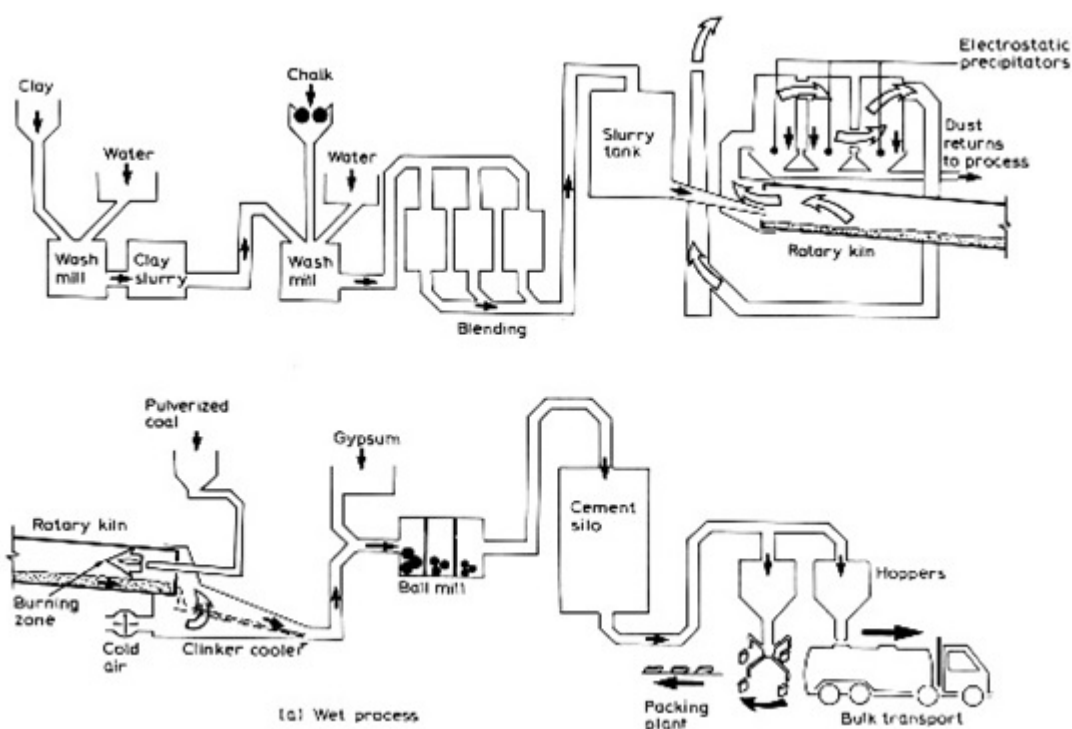 Clay
Water
Wash
mill
Clay
slurry
Chalk
Water
Wash
mill
Blending
Slurry
tank
Electrostatic
precipitators
Dust
returns
to process
Rotary kiln
Pulverized
coal
Rotary kiln
Burning
zone
Cold
air
Clinker cooler
Gypsum
Ball mill
Cement
silo
Hoppers
Packing
plant
Bulk transport
(a) Wet process